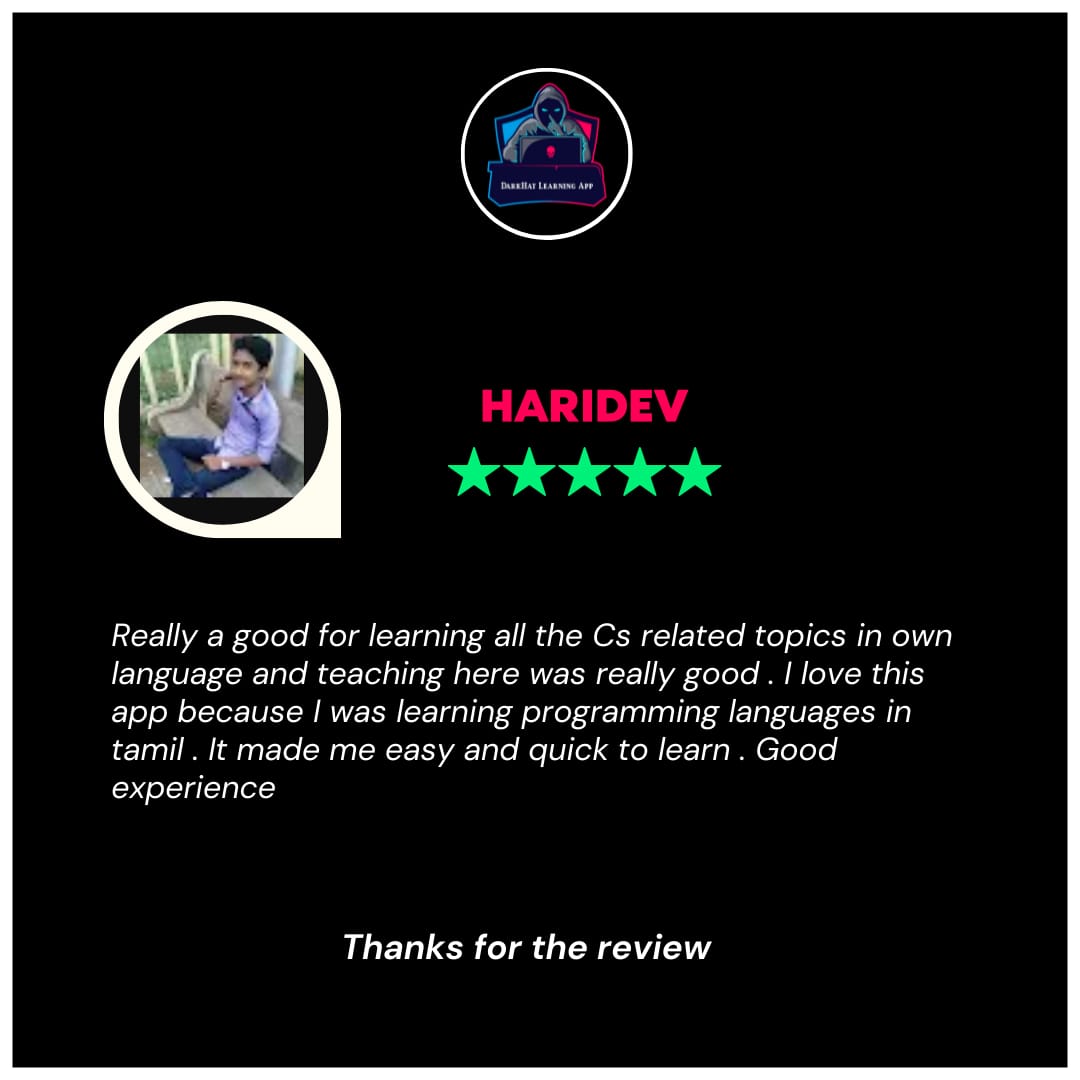 DarkHat Learning App
HARIDEV
Really a good for learning all the Cs related topics in own
language and teaching here was really good . I love this
app because I was learning programming languages in
tamil . It made me easy and quick to learn . Good
experience
Thanks for the review